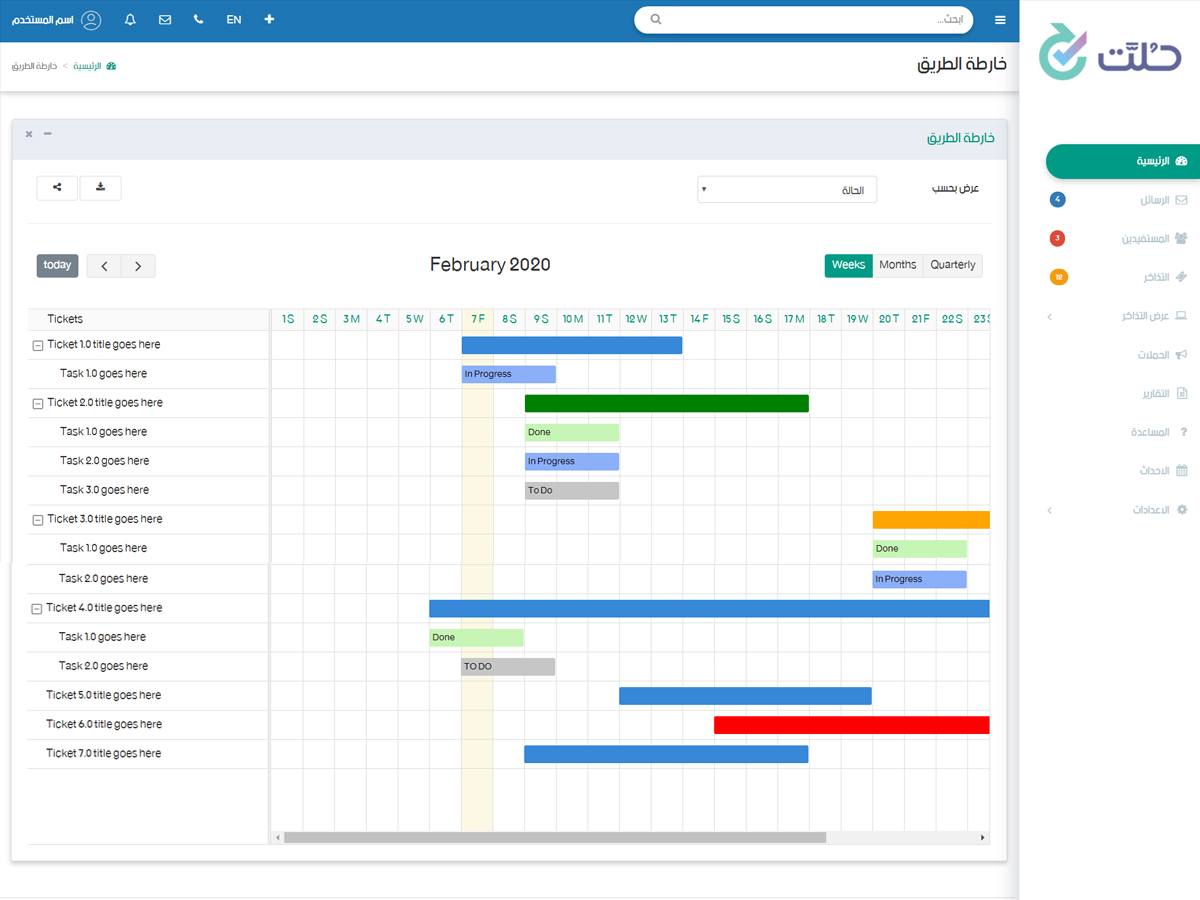 حُلَّت
ابحث...
EN
اسم المستخدم
خارطة الطريق
الرئيسية > خارطة الطريق
الرئيسية
الرسائل 4
المستفيدين 3
التذاكر 12
عرض التذاكر
الحملات
التقارير
المساعدة
الاحداث
الاعدادات
خارطة الطريق
عرض بحسب
الحالة
today
February 2020
Weeks Months Quarterly
Tickets 1 S 2 S 3 M 4 T 5 W 6 T 7 F 8 S 9 S 10 M 11 T 12 W 13 T 14 F 15 S 16 S 17 M 18 T 19 W 20 T 21 F 22 S 23 S
Ticket 1.0 title goes here
Task 1.0 goes here In Progress
Ticket 2.0 title goes here
Task 1.0 goes here Done
Task 2.0 goes here In Progress
Task 3.0 goes here To Do
Ticket 3.0 title goes here
Task 1.0 goes here Done
Task 2.0 goes here In Progress
Ticket 4.0 title goes here
Task 1.0 goes here Done
Task 2.0 goes here TO DO
Ticket 5.0 title goes here
Ticket 6.0 title goes here
Ticket 7.0 title goes here